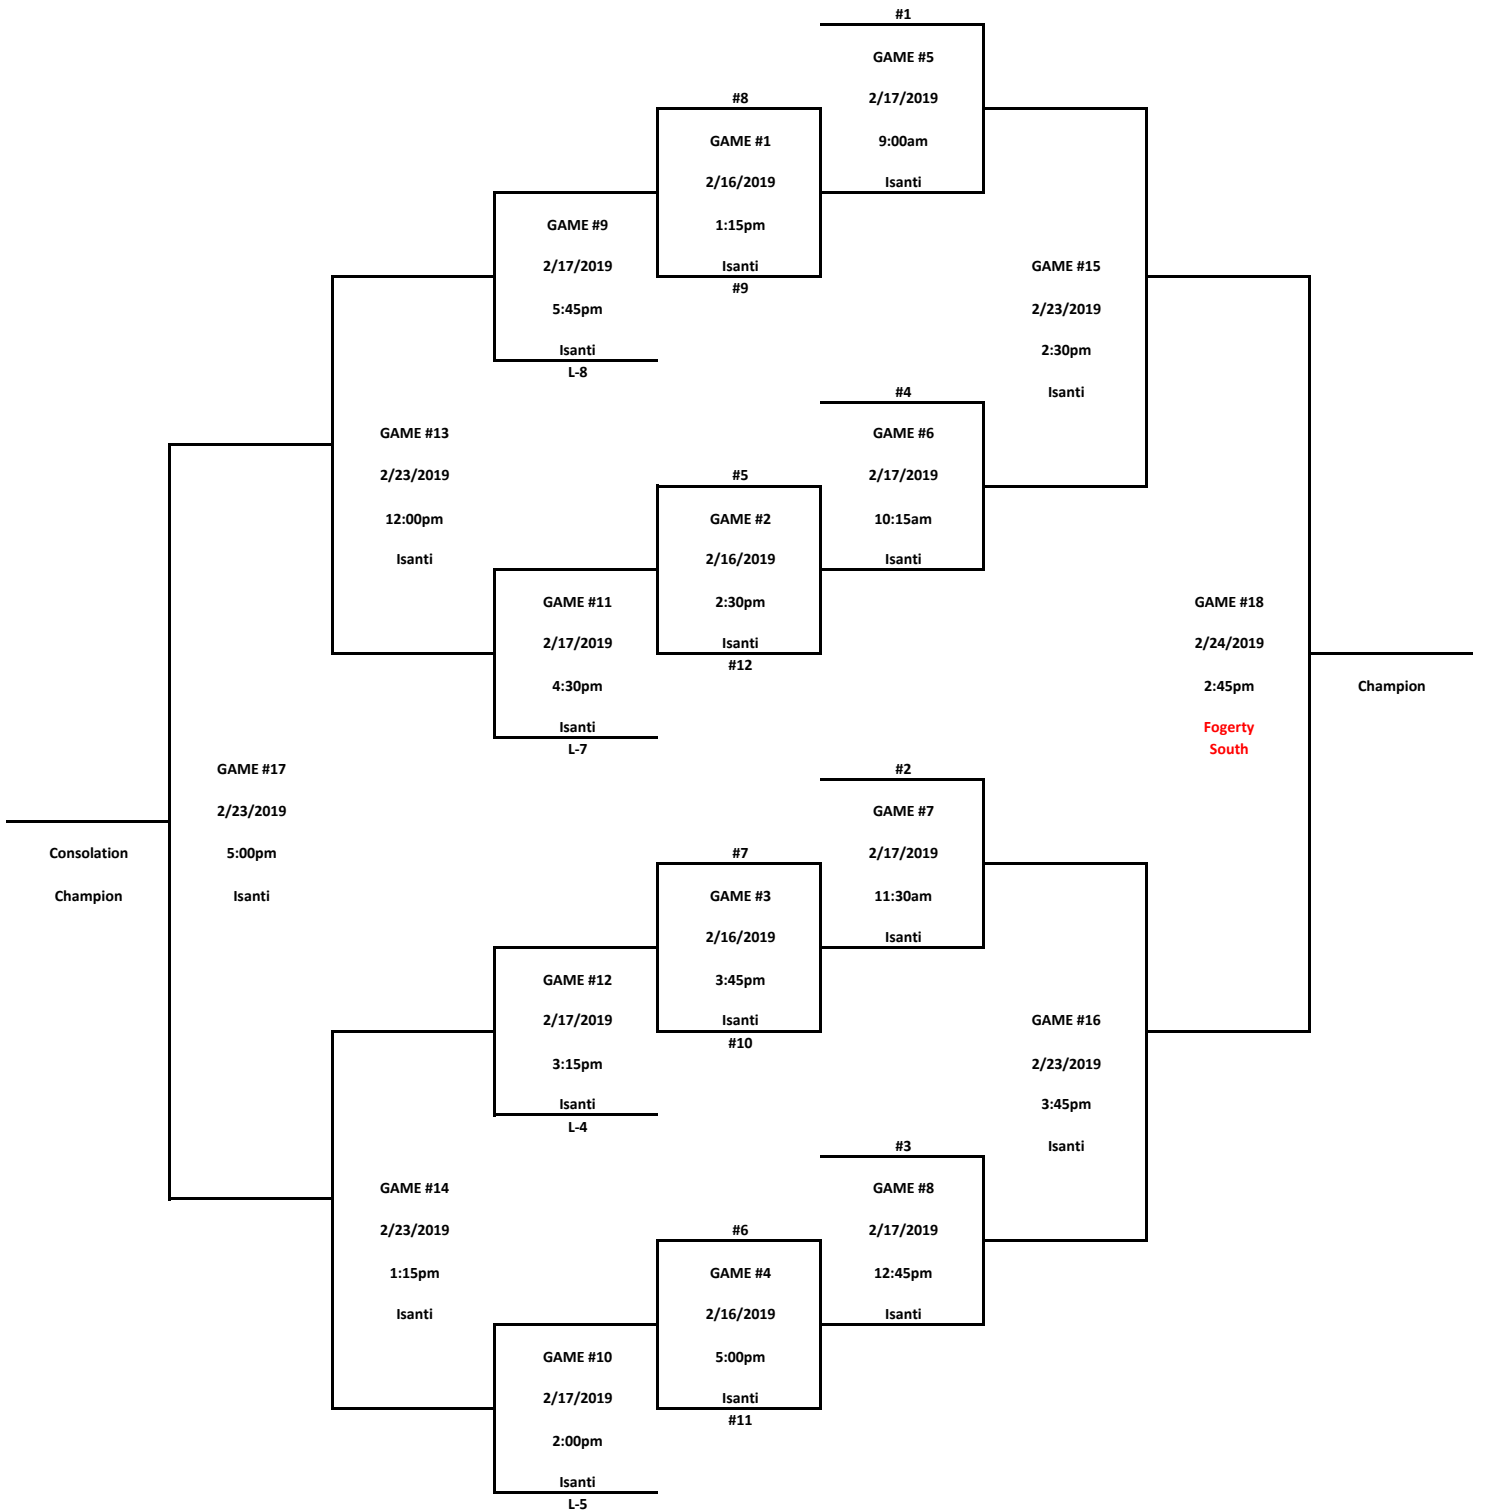 #1
GAME #5
2/17/2019
9:00am
Isanti
#8
GAME #1
2/16/2019
1:15pm
Isanti
#9
GAME #9
2/17/2019
5:45pm
Isanti
L-8
GAME #15
2/23/2019
2:30pm
Isanti
#4
GAME #6
2/17/2019
10:15am
Isanti
GAME #13
2/23/2019
12:00pm
Isanti
#5
GAME #2
2/16/2019
2:30pm
Isanti
#12
GAME #11
2/17/2019
4:30pm
Isanti
L-7
GAME #18
2/24/2019
2:45pm
Fogerty
South
Champion
GAME #17
2/23/2019
5:00pm
Isanti
Consolation
Champion
#2
GAME #7
2/17/2019
11:30am
Isanti
#7
GAME #3
2/16/2019
3:45pm
Isanti
#10
GAME #12
2/17/2019
3:15pm
Isanti
L-4
GAME #16
2/23/2019
3:45pm
Isanti
#3
GAME #8
2/17/2019
12:45pm
Isanti
GAME #14
2/23/2019
1:15pm
Isanti
#6
GAME #4
2/16/2019
5:00pm
Isanti
#11
GAME #10
2/17/2019
2:00pm
Isanti
L-5